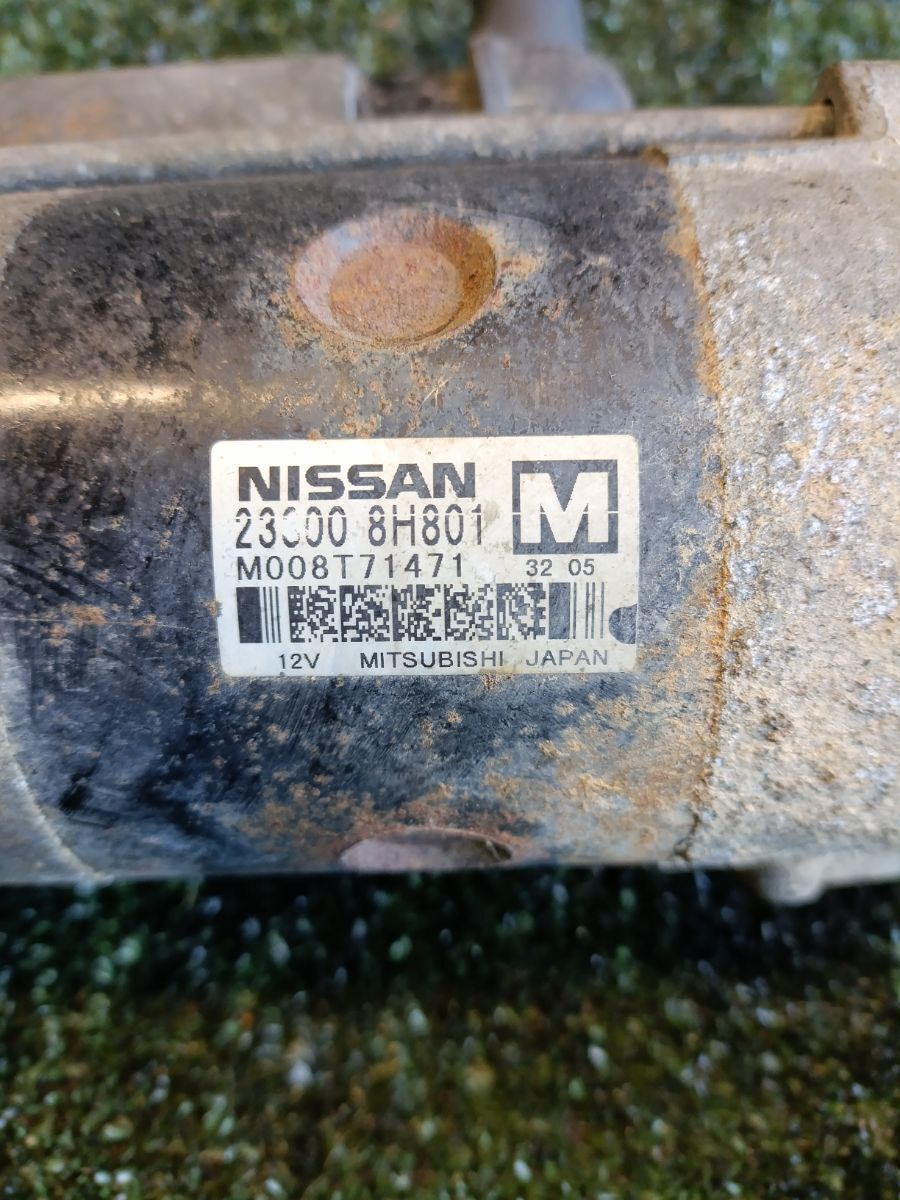 NISSAN M
23300 8H801
M008T71471 32 05
12V MITSUBISHI JAPAN